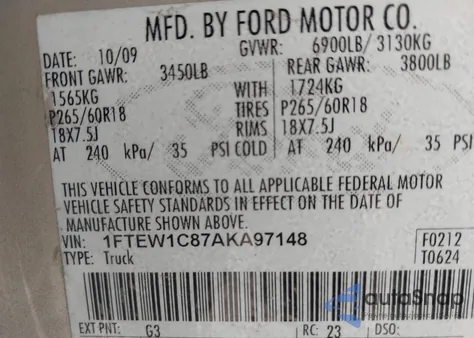 MFD. BY FORD MOTOR CO.
DATE: 10/09 GVWR: 6900LB/ 3130KG
FRONT GAWR: 3450LB REAR GAWR: 3800LB
1565KG WITH 1724KG
P265/60R18 TIRES P265/60R18
18X7.5J RIMS 18X7.5J
AT 240 kPa/ 35 PSI COLD AT 240 kPa/ 35 PSI
THIS VEHICLE CONFORMS TO ALL APPLICABLE FEDERAL MOTOR
VEHICLE SAFETY STANDARDS IN EFFECT ON THE DATE OF
MANUFACTURE SHOWN ABOVE.
VIN: 1FTEW1C87AKA97148 F0212
TYPE: Truck T0624
autoSnap
EXT PNT: G3 RC: 23 DSO: